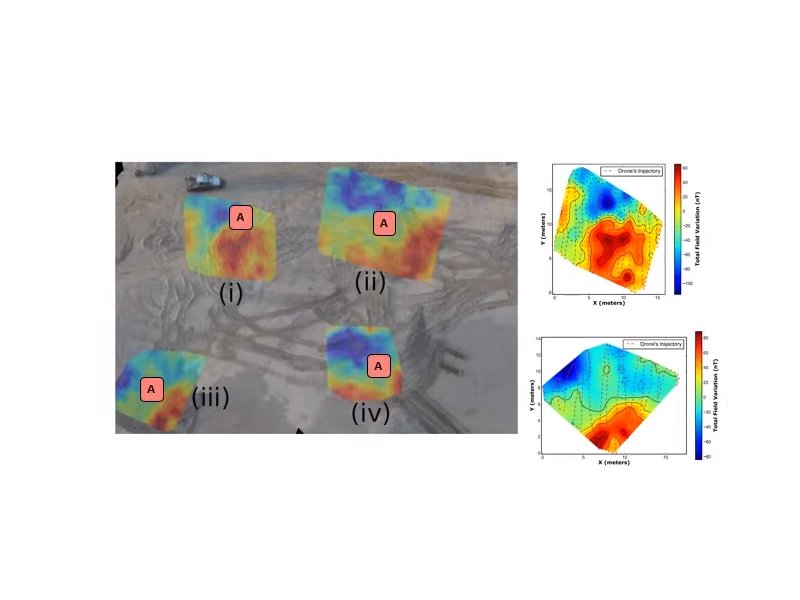 A
A
(i)
(ii)
A
(iii)
A
(iv)
Drone's trajectory
15
10
5
0
Y (meters)
0 5 10 15
X (meters)
60
40
20
0
−20
−40
−60
−80
−100
Total Field Variation (nT)
Drone's trajectory
14
12
10
8
6
4
2
0
Y (meters)
0 5 10 15
X (meters)
80
60
40
20
0
−20
−40
−60
−80
Total Field Variation (nT)